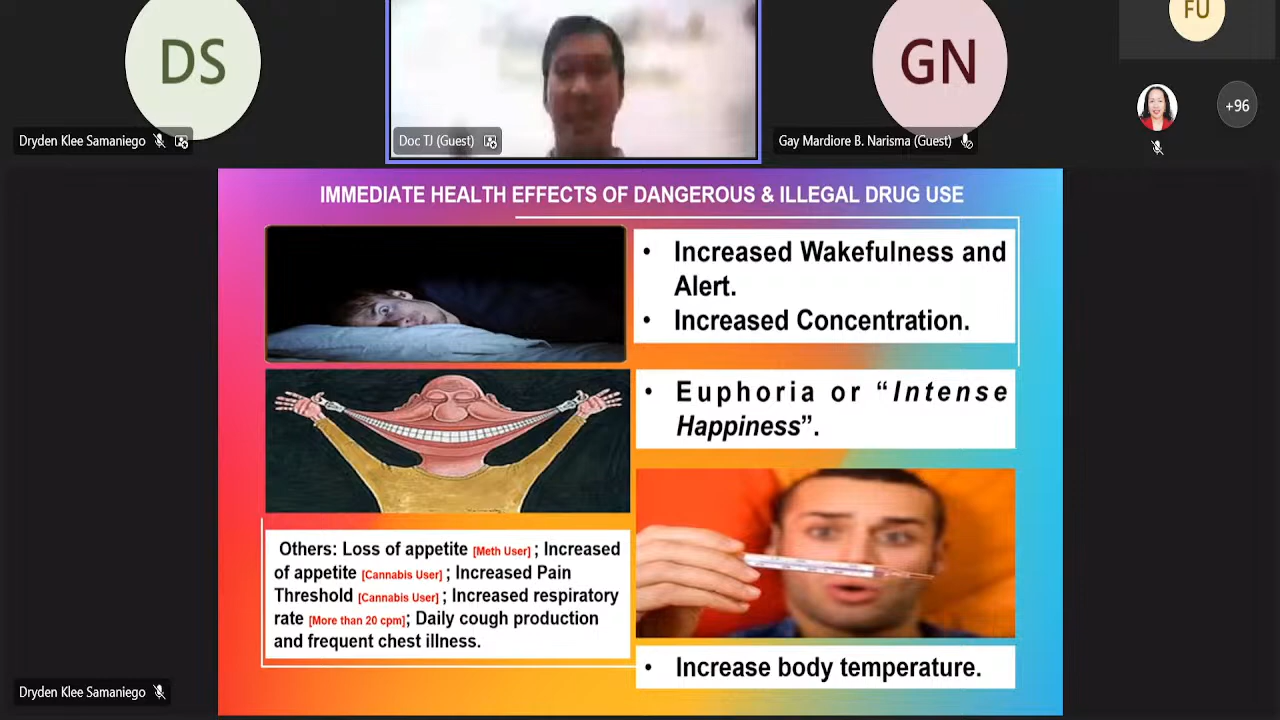 DS
GN
FU
+96
Dryden Klee Samaniego
Doc TJ (Guest)
Gay Mardiore B. Narisma (Guest)
IMMEDIATE HEALTH EFFECTS OF DANGEROUS & ILLEGAL DRUG USE
• Increased Wakefulness and
Alert.
• Increased Concentration.
• Euphoria or “Intense
Happiness”.
Others: Loss of appetite [Meth User] ; Increased
of appetite [Cannabis User] ; Increased Pain
Threshold [Cannabis User] ; Increased respiratory
rate [More than 20 cpm]; Daily cough production
and frequent chest illness.
• Increase body temperature.
Dryden Klee Samaniego